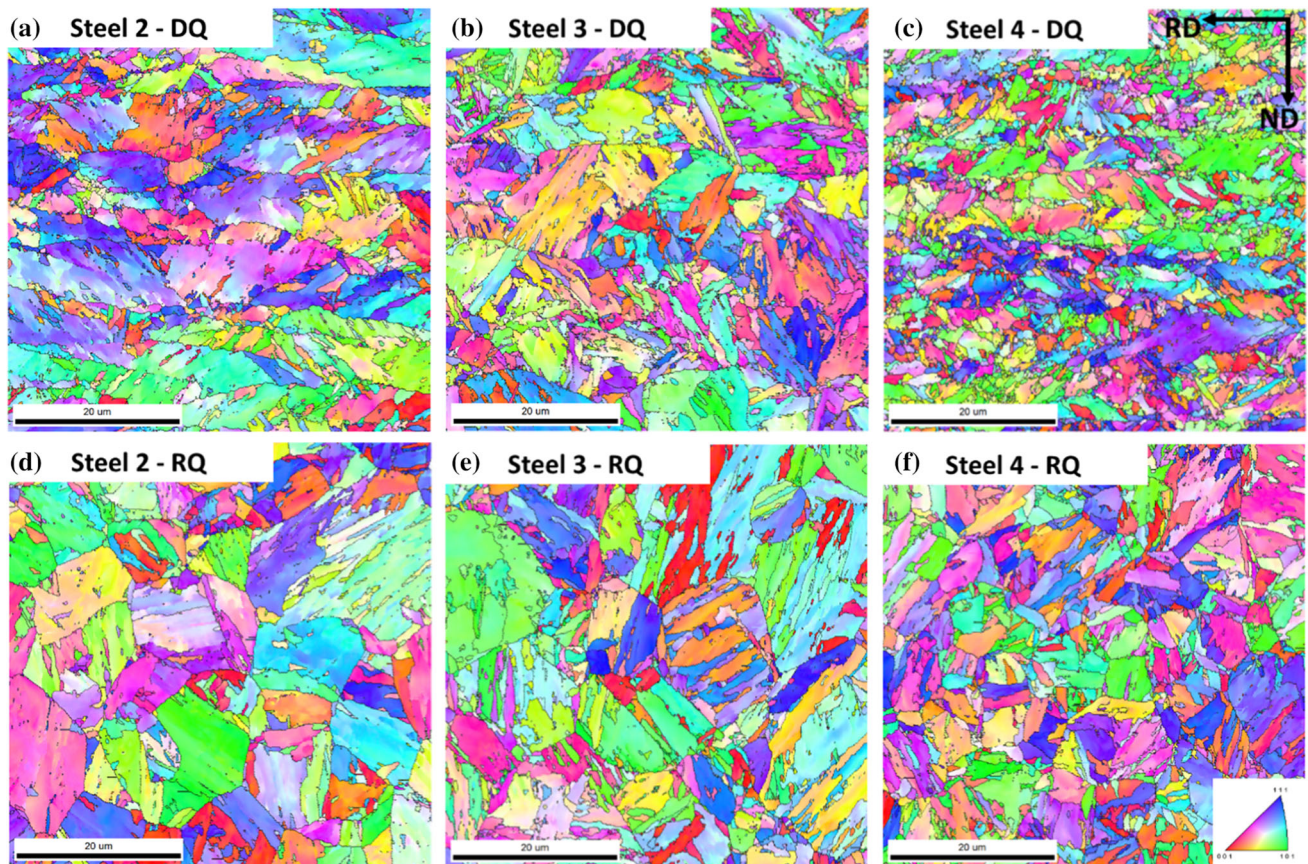 (a) Steel 2 - DQ
(b) Steel 3 - DQ
(c) Steel 4 - DQ
RD
ND
20 um
20 um
20 um
(d) Steel 2 - RQ
(e) Steel 3 - RQ
(f) Steel 4 - RQ
111
001
101
20 um
20 um
20 um